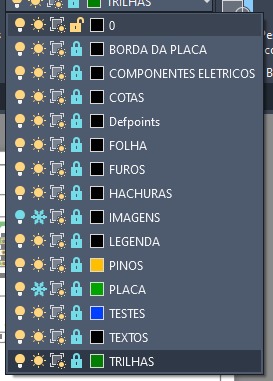 TRILHAS
0
BORDA DA PLACA
COMPONENTES ELETRICOS
COTAS
Defpoints
FOLHA
FUROS
HACHURAS
IMAGENS
LEGENDA
PINOS
PLACA
TESTES
TEXTOS
TRILHAS